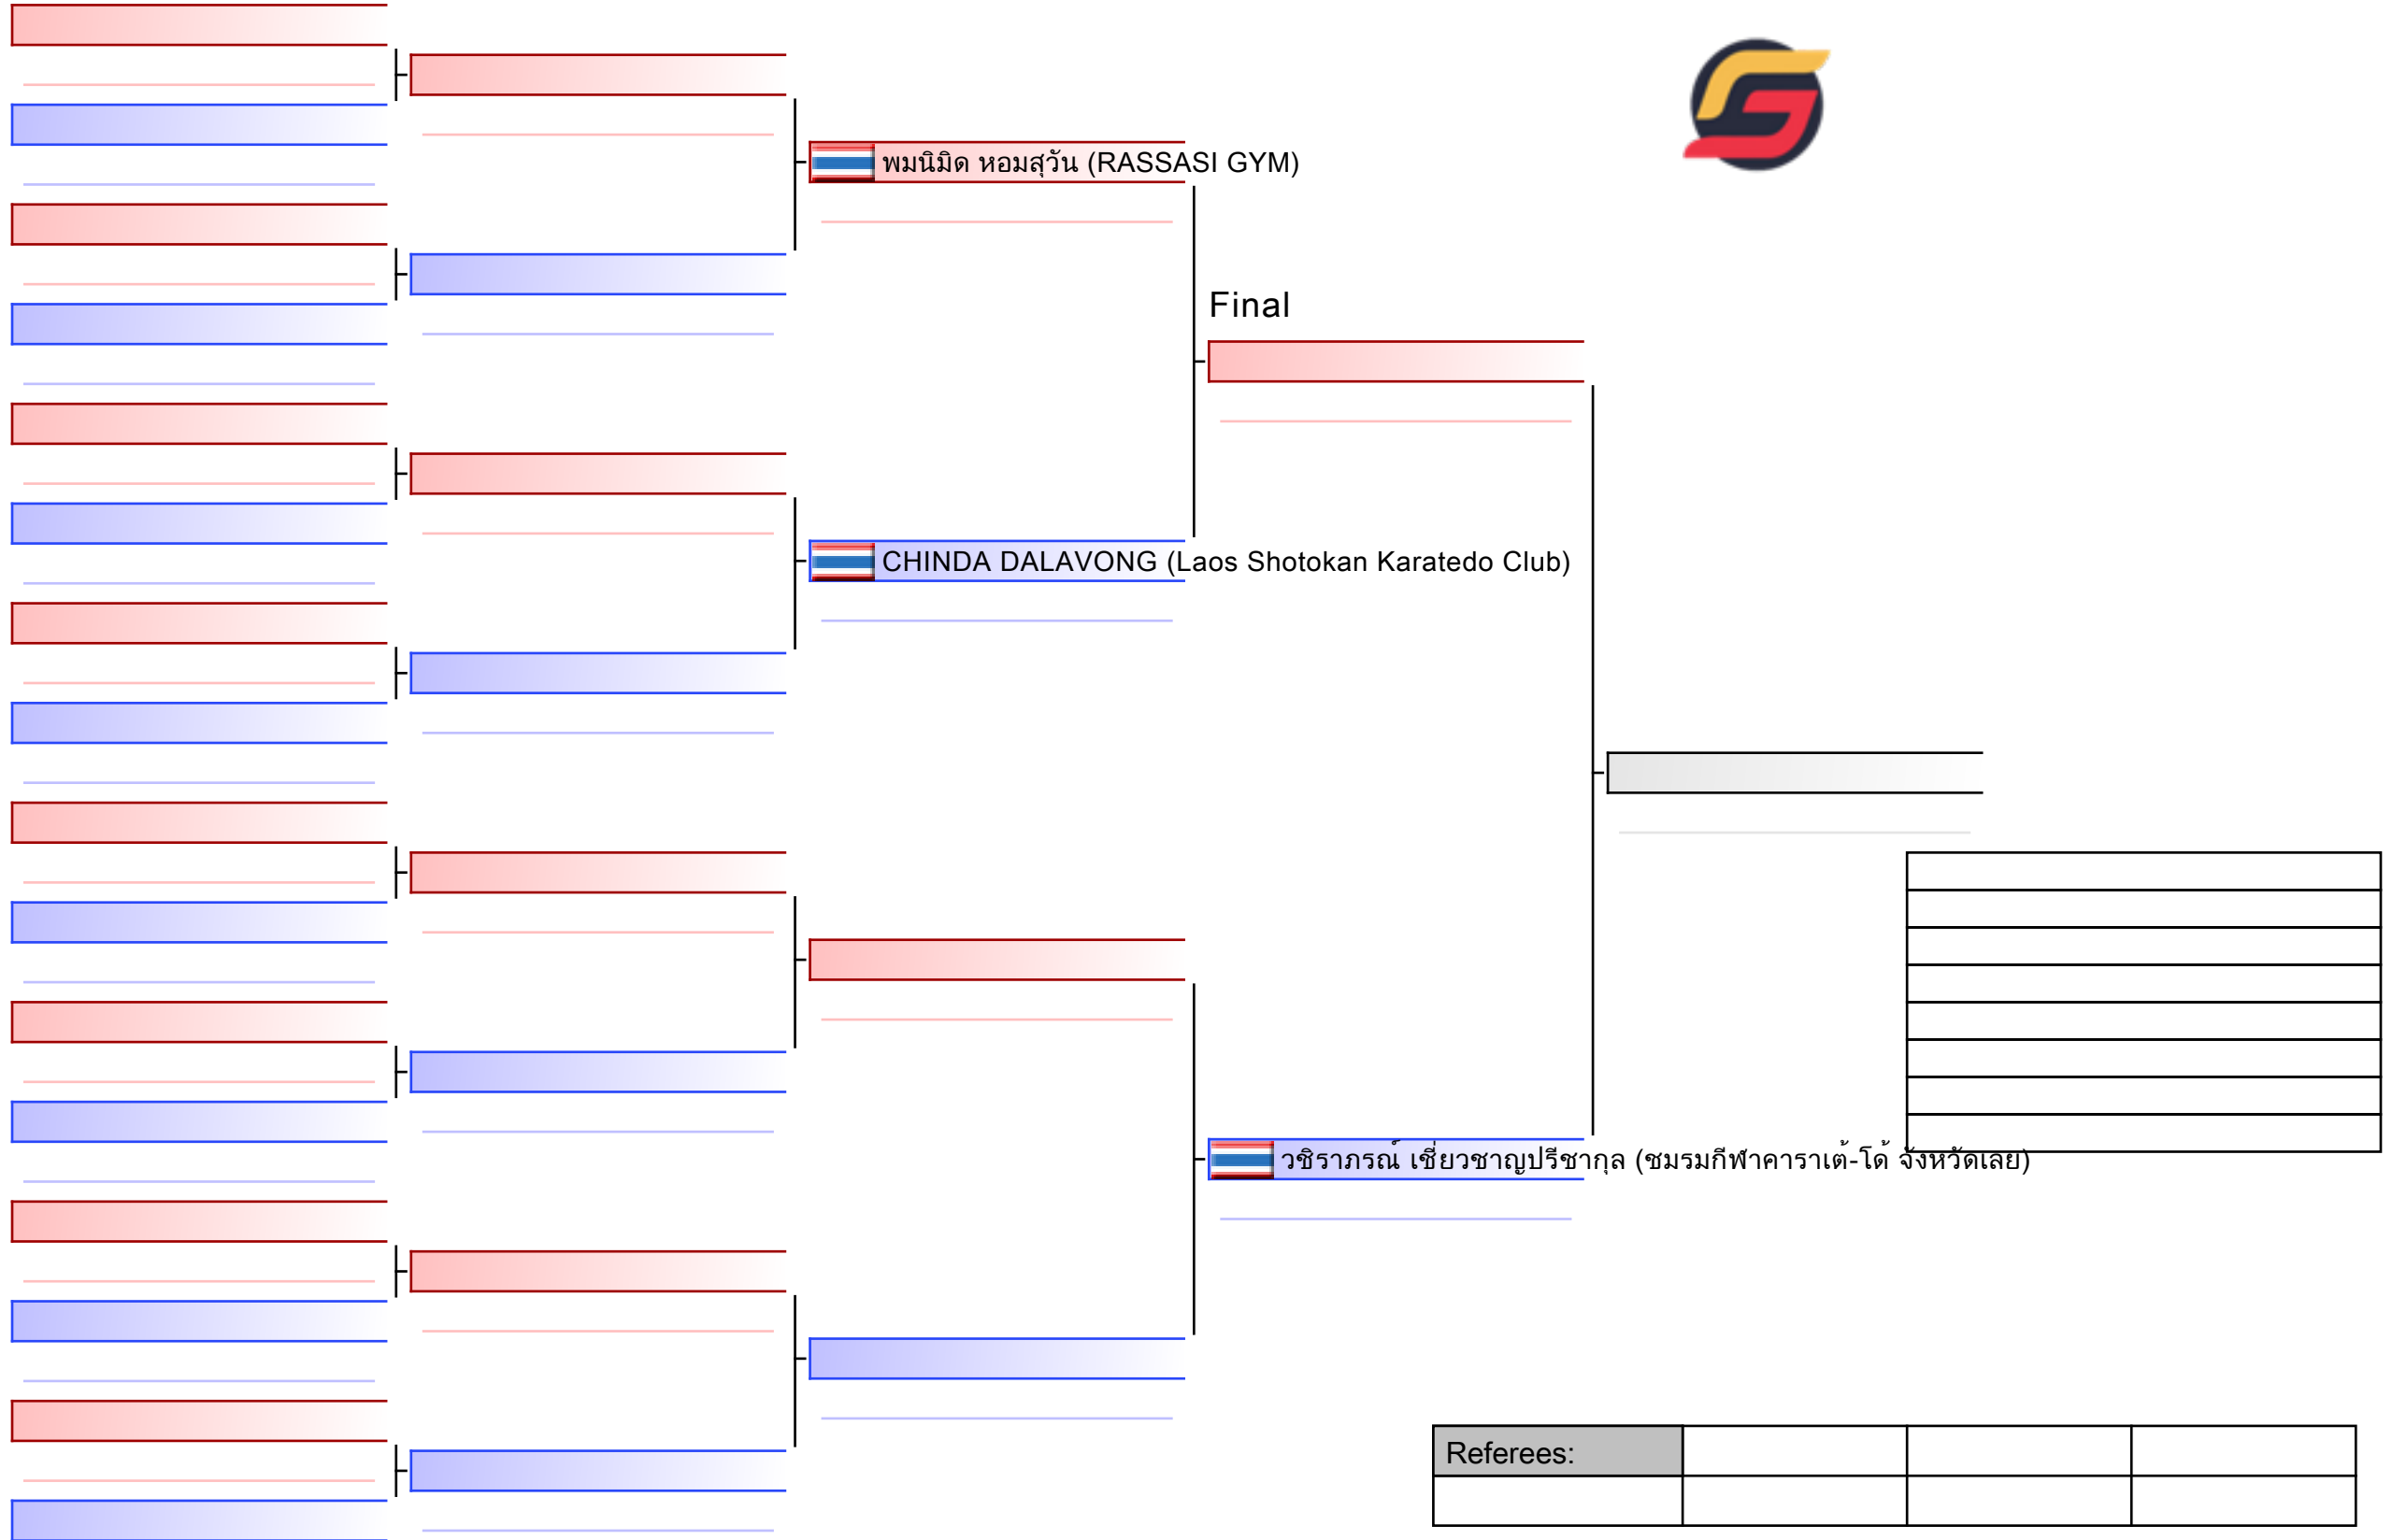 พมนิมิด หอมสุวัน (RASSASI GYM)
Final
CHINDA DALAVONG (Laos Shotokan Karatedo Club)
วชิราภรณ์ เชี่ยวชาญปรีชากุล (ชมรมกีฬาคาราเต้-โด้ จังหวัดเลย)
Referees: